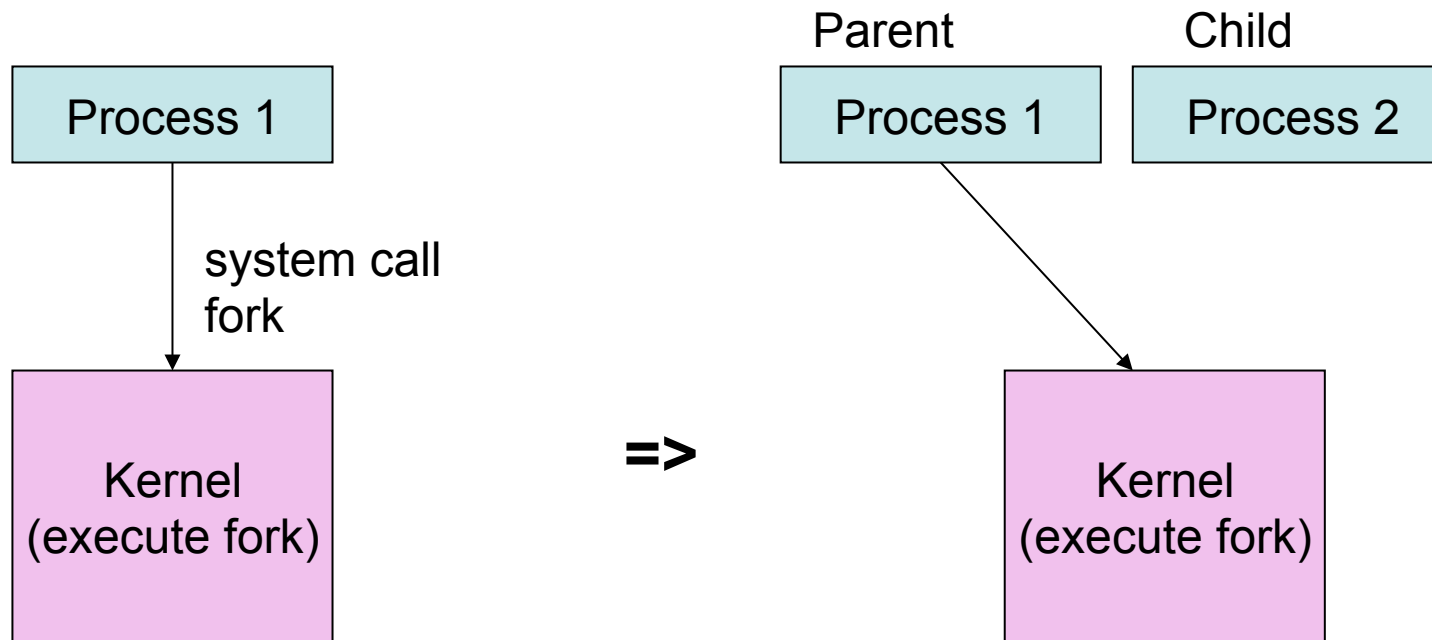 Process 1
system call
fork
Kernel
(execute fork)
=>
Parent
Child
Process 1
Process 2
Kernel
(execute fork)